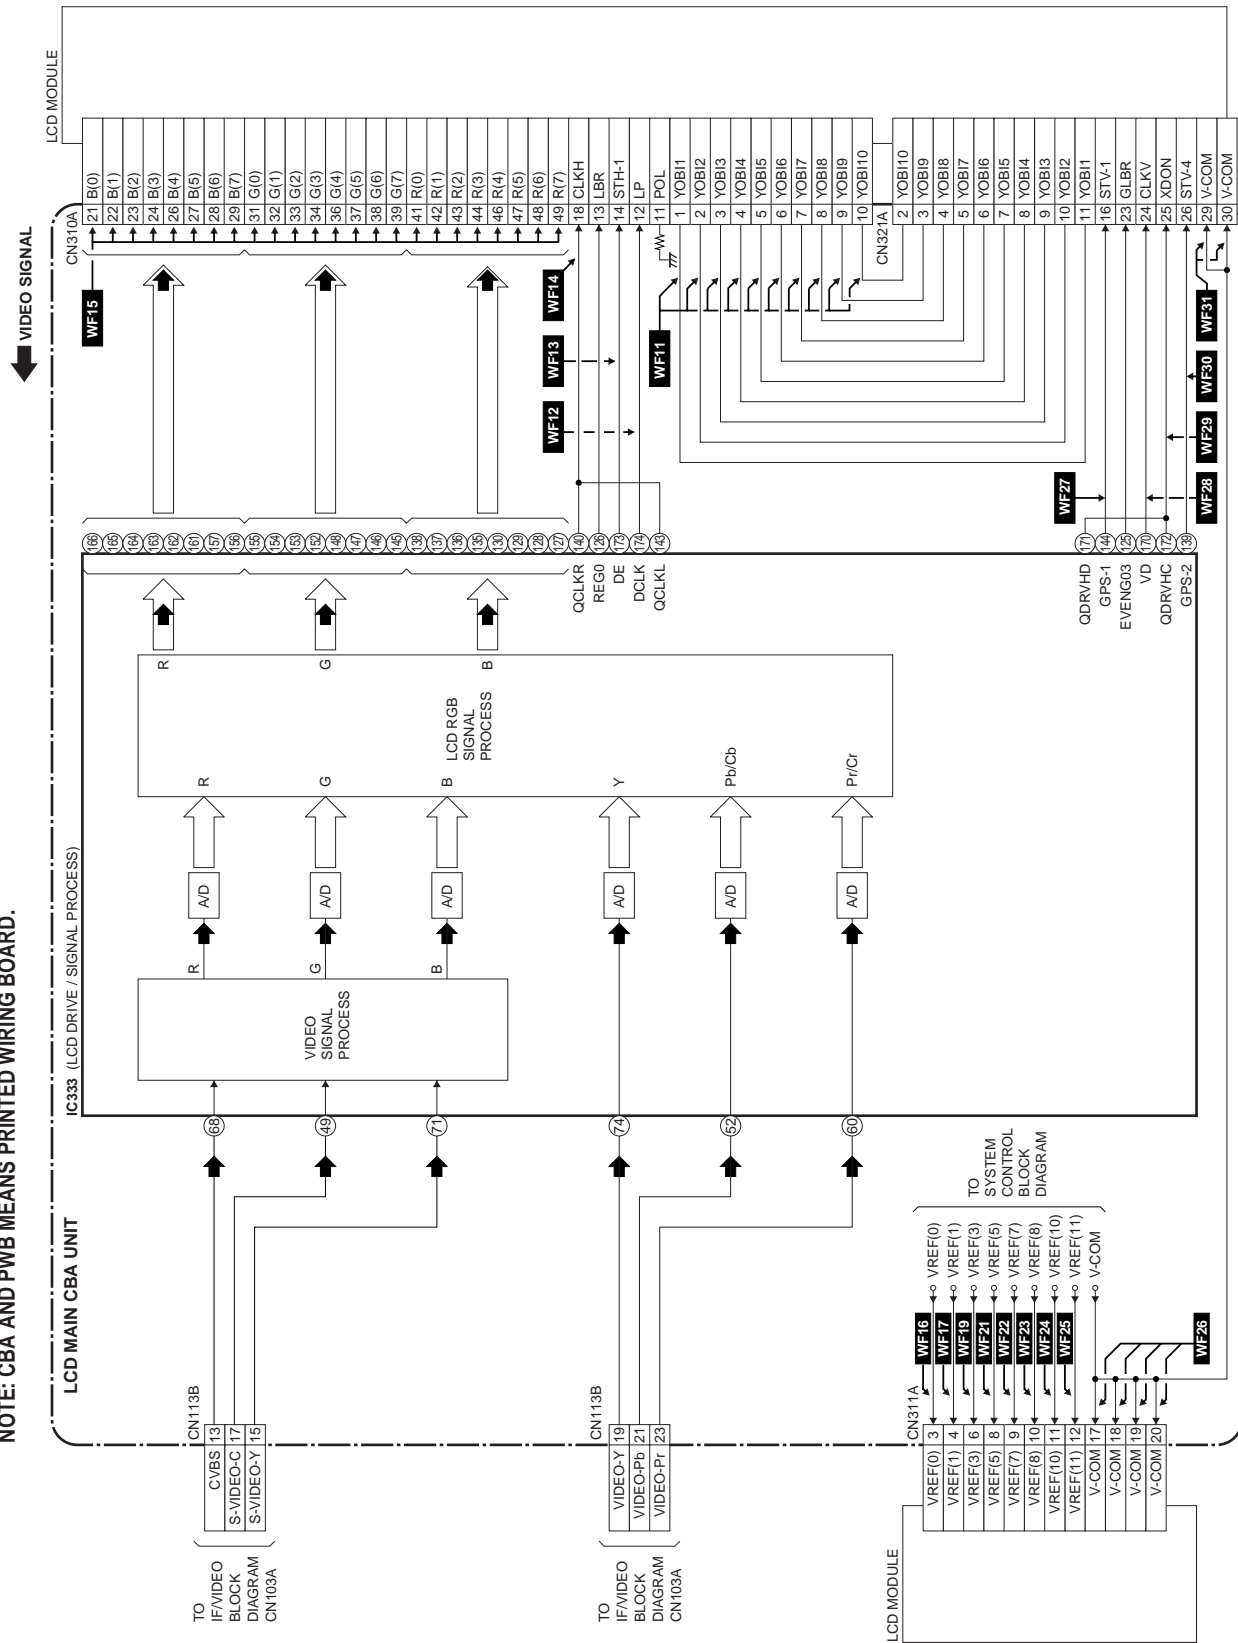 NOTE: CBA AND PWB MEANS PRINTED WIRING BOARD.
VIDEO SIGNAL
LCD MAIN CBA UNIT
IC333 (LCD DRIVE / SIGNAL PROCESS)
TO
IF/VIDEO
BLOCK
DIAGRAM
CN103A
CN113B
CVBS 13
S-VIDEO-C 17
S-VIDEO-Y 15
68
49
71
VIDEO
SIGNAL
PROCESS
R
G
B
A/D
A/D
A/D
R
G
B
TO
IF/VIDEO
BLOCK
DIAGRAM
CN103A
CN113B
VIDEO-Y 19
VIDEO-Pb 21
VIDEO-Pr 23
74
52
60
A/D
A/D
A/D
Y
Pb/Cb
Pr/Cr
LCD RGB
SIGNAL
PROCESS
R
G
B
166
165
164
163
162
161
157
156
155
154
153
152
148
147
146
145
138
137
136
135
130
129
128
127
QCLKR 140
REG0 126
DE 173
DCLK 174
QCLKL 143
QDRVHD 171
GPS-1 144
EVENG03 125
VD 170
QDRVHC 172
GPS-2 139
WF15
WF14
WF13
WF12
WF11
WF27
WF28
WF29
WF30
WF31
LCD MODULE
CN310A
21 B(0)
22 B(1)
23 B(2)
24 B(3)
26 B(4)
27 B(5)
28 B(6)
29 B(7)
31 G(0)
32 G(1)
33 G(2)
34 G(3)
36 G(4)
37 G(5)
38 G(6)
39 G(7)
41 R(0)
42 R(1)
43 R(2)
44 R(3)
46 R(4)
47 R(5)
48 R(6)
49 R(7)
18 CLKH
13 LBR
14 STH-1
12 LP
11 POL
1 YOBI1
2 YOBI2
3 YOBI3
4 YOBI4
5 YOBI5
6 YOBI6
7 YOBI7
8 YOBI8
9 YOBI9
10 YOBI10
CN321A
2 YOBI10
3 YOBI9
4 YOBI8
5 YOBI7
6 YOBI6
7 YOBI5
8 YOBI4
9 YOBI3
10 YOBI2
11 YOBI1
16 STV-1
23 GLBR
24 CLKV
25 XDON
26 STV-4
29 V-COM
30 V-COM
LCD MODULE
CN311A
VREF(0) 3
VREF(1) 4
VREF(3) 6
VREF(5) 8
VREF(7) 9
VREF(8) 10
VREF(10) 11
VREF(11) 12
V-COM 17
V-COM 18
V-COM 19
V-COM 20
WF16
WF17
WF19
WF21
WF22
WF23
WF24
WF25
WF26
VREF(0)
VREF(1)
VREF(3)
VREF(5)
VREF(7)
VREF(8)
VREF(10)
VREF(11)
V-COM
TO
SYSTEM
CONTROL
BLOCK
DIAGRAM